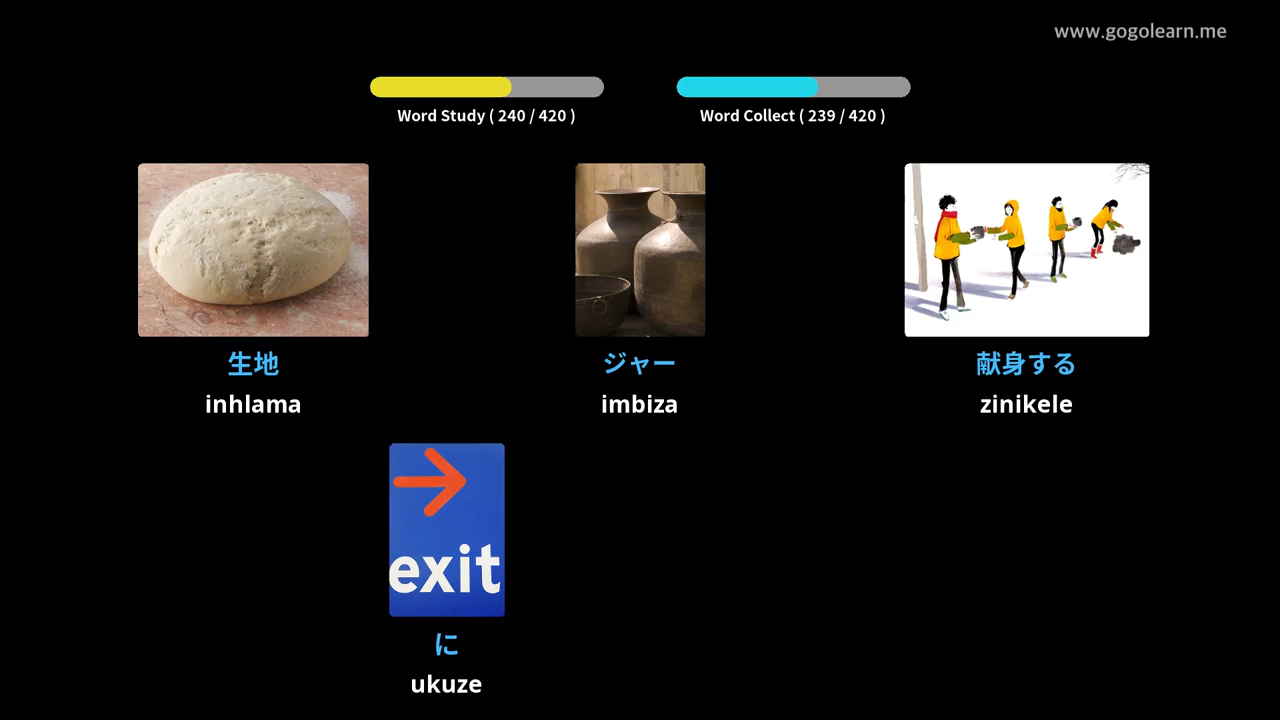 www.gogolearn.me
Word Study ( 240 / 420 )
Word Collect ( 239 / 420 )
生地
inhlama
ジャー
imbiza
献身する
zinikele
exit
に
ukuze